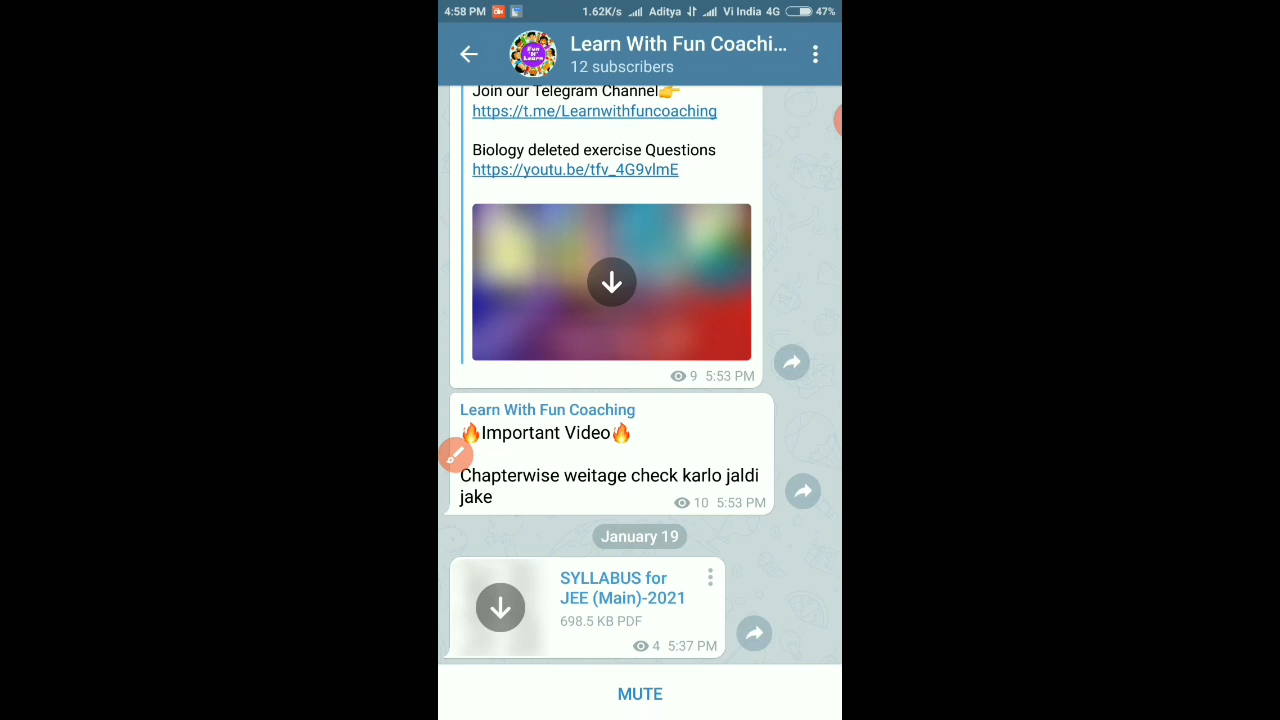 4:58 PM 1.62K/s Aditya Vi India 4G 47%
Fun
'N'
Learn
Learn With Fun Coachi...
12 subscribers
Join our Telegram Channel👉
https://t.me/Learnwithfuncoaching
Biology deleted exercise Questions
https://youtu.be/tfv_4G9vlmE
9 5:53 PM
Learn With Fun Coaching
🔥Important Video🔥
Chapterwise weitage check karlo jaldi
jake
10 5:53 PM
January 19
SYLLABUS for
JEE (Main)-2021
698.5 KB PDF
4 5:37 PM
MUTE